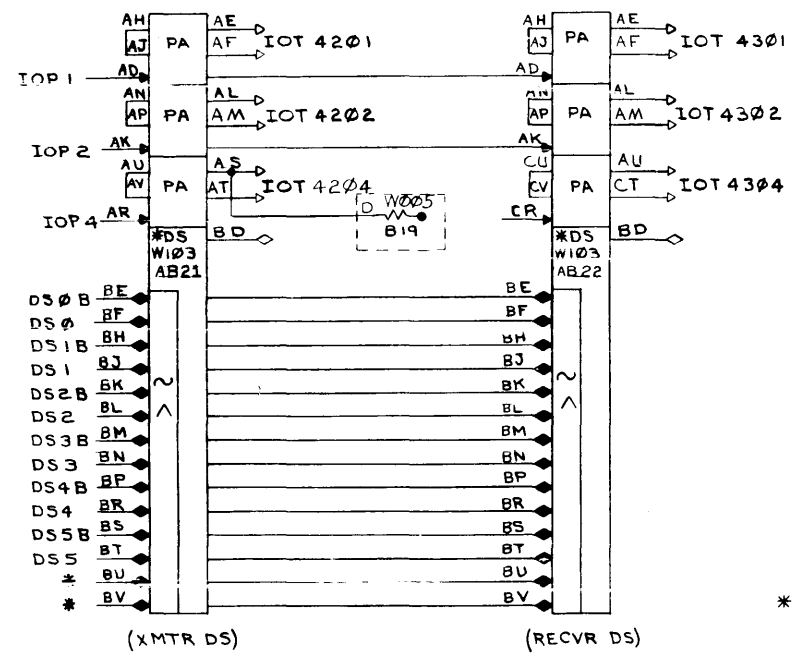 AH AE AH AE
AJ PA AF IOT 42Ø1 AJ PA AF IOT 43Ø1
IOP 1 AD AD
AN AL AN AL
AP PA AM IOT 42Ø2 AP PA AM IOT 43Ø2
IOP 2 AK AK
AU AS CU AU
AV PA AT IOT 42Ø4 CV PA CT IOT 43Ø4
D WØØ5
IOP 4 AR B19 CR
*DS BD *DS BD
W1Ø3 W1Ø3
AB21 AB22
DSØB BE BE
DSØ BF BF
DS1B BH BH
DS1 BJ BJ
DS2B BK BK
DS2 BL BL
DS3B BM BM
DS3 BN BN
DS4B BP BP
DS4 BR BR
DS5B BS BS
DS5 BT BT
* BU BU
* BV BV *
(XMTR DS) (RECVR DS)